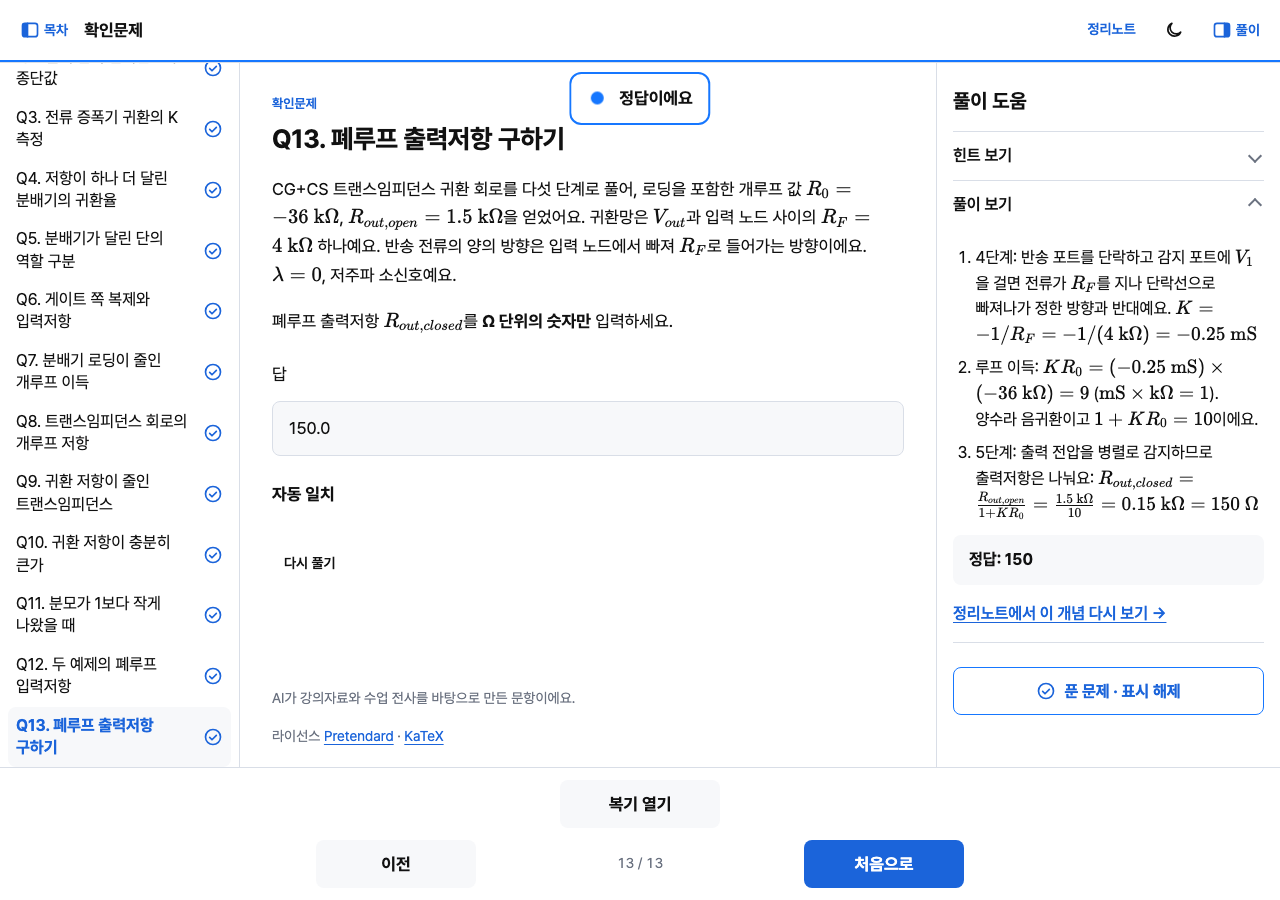 목차
확인문제
정리노트
풀이
종단값
Q3. 전류 증폭기 귀환의 K
측정
Q4. 저항이 하나 더 달린
분배기의 귀환율
Q5. 분배기가 달린 단의
역할 구분
Q6. 게이트 쪽 복제와
입력저항
Q7. 분배기 로딩이 줄인
개루프 이득
Q8. 트랜스임피던스 회로의
개루프 저항
Q9. 귀환 저항이 줄인
트랜스임피던스
Q10. 귀환 저항이 충분히
큰가
Q11. 분모가 1보다 작게
나왔을 때
Q12. 두 예제의 폐루프
입력저항
Q13. 폐루프 출력저항
구하기
정답이에요
확인문제
Q13. 폐루프 출력저항 구하기
CG+CS 트랜스임피던스 귀환 회로를 다섯 단계로 풀어, 로딩을 포함한 개루프 값 R_0 =
−36 kΩ, R_{out,open} = 1.5 kΩ을 얻었어요. 귀환망은 V_{out}과 입력 노드 사이의 R_F =
4 kΩ 하나예요. 반송 전류의 양의 방향은 입력 노드에서 빠져 R_F로 들어가는 방향이에요.
λ = 0, 저주파 소신호예요.
폐루프 출력저항 R_{out,closed}를 Ω 단위의 숫자만 입력하세요.
답
150.0
자동 일치
다시 풀기
AI가 강의자료와 수업 전사를 바탕으로 만든 문항이에요.
라이선스 Pretendard · KaTeX
풀이 도움
힌트 보기
풀이 보기
1. 4단계: 반송 포트를 단락하고 감지 포트에 V_1
을 걸면 전류가 R_F를 지나 단락선으로
빠져나가 정한 방향과 반대예요. K =
−1/R_F = −1/(4 kΩ) = −0.25 mS
2. 루프 이득: KR_0 = (−0.25 mS) ×
(−36 kΩ) = 9 (mS × kΩ = 1).
양수라 음귀환이고 1 + KR_0 = 10이에요.
3. 5단계: 출력 전압을 병렬로 감지하므로
출력저항은 나눠요: R_{out,closed} =
\frac{R_{out,open}}{1+KR_0} = \frac{1.5 kΩ}{10} = 0.15 kΩ = 150 Ω
정답: 150
정리노트에서 이 개념 다시 보기 →
푼 문제 · 표시 해제
복기 열기
이전
13 / 13
처음으로